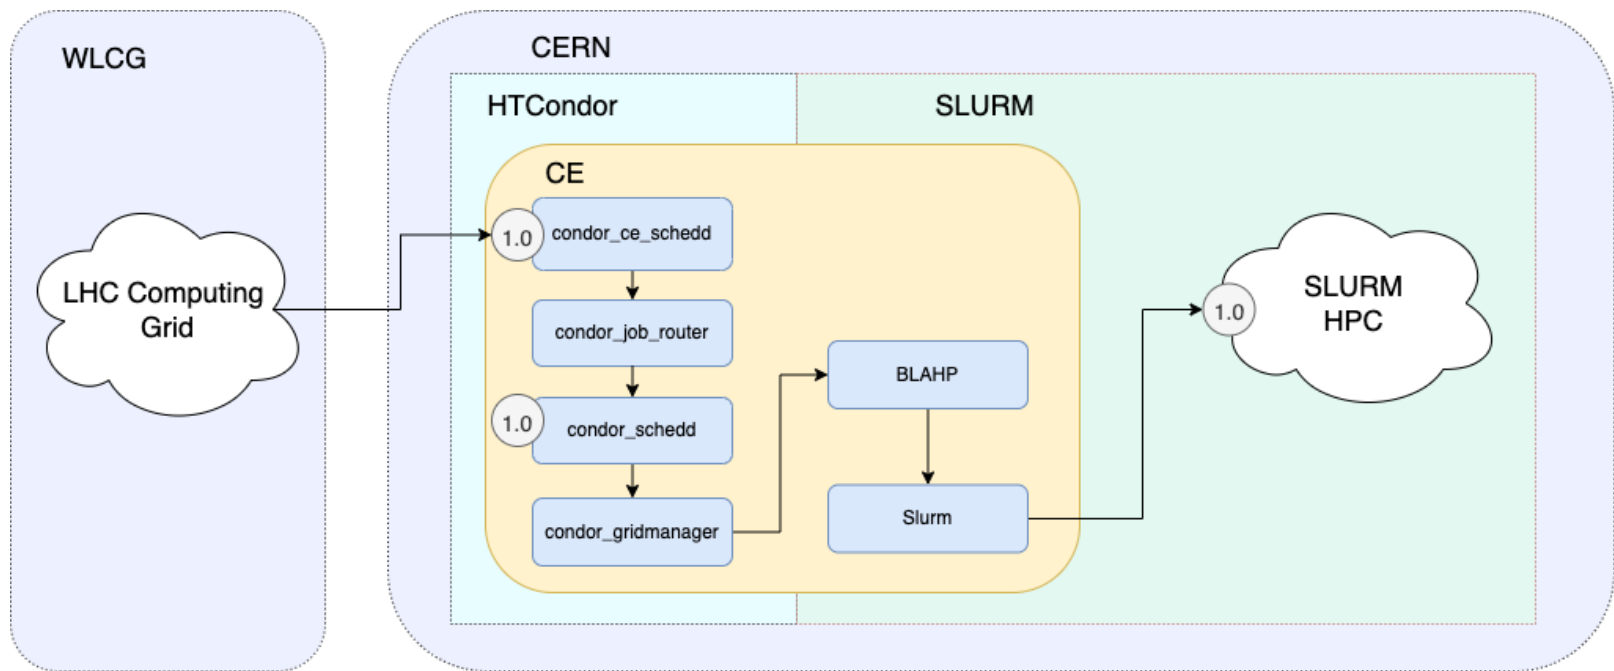 WLCG
LHC Computing
Grid
CERN
HTCondor
SLURM
CE
1.0
condor_ce_schedd
condor_job_router
1.0
condor_schedd
condor_gridmanager
BLAHP
Slurm
1.0
SLURM
HPC